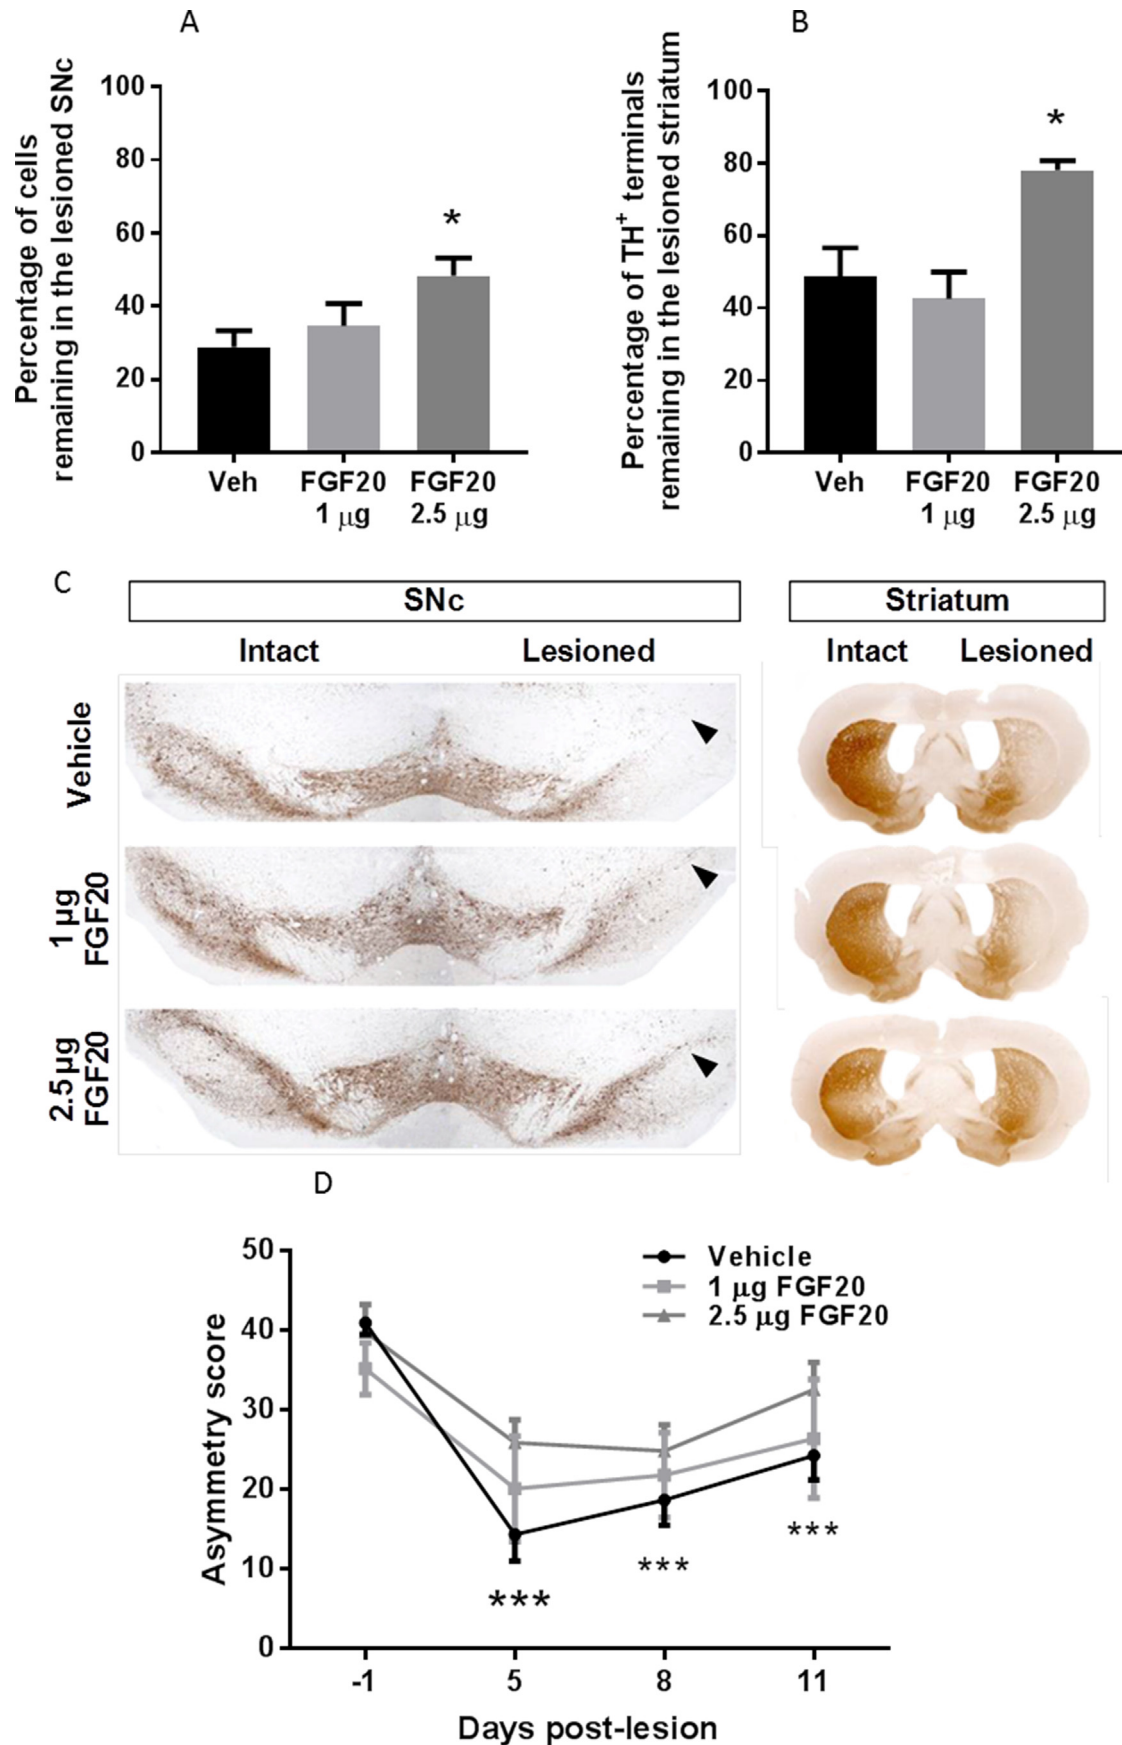 A
Percentage of cells
remaining in the lesioned SNc
100
80
60
40
20
0
*
Veh
FGF20
1 μg
FGF20
2.5 μg
B
Percentage of TH+ terminals
remaining in the lesioned striatum
100
80
60
40
20
0
*
Veh
FGF20
1 μg
FGF20
2.5 μg
C
SNc
Striatum
Intact
Lesioned
Intact
Lesioned
Vehicle
1 μg
FGF20
2.5 μg
FGF20
D
Asymmetry score
50
40
30
20
10
0
Vehicle
1 μg FGF20
2.5 μg FGF20
***
***
***
-1
5
8
11
Days post-lesion